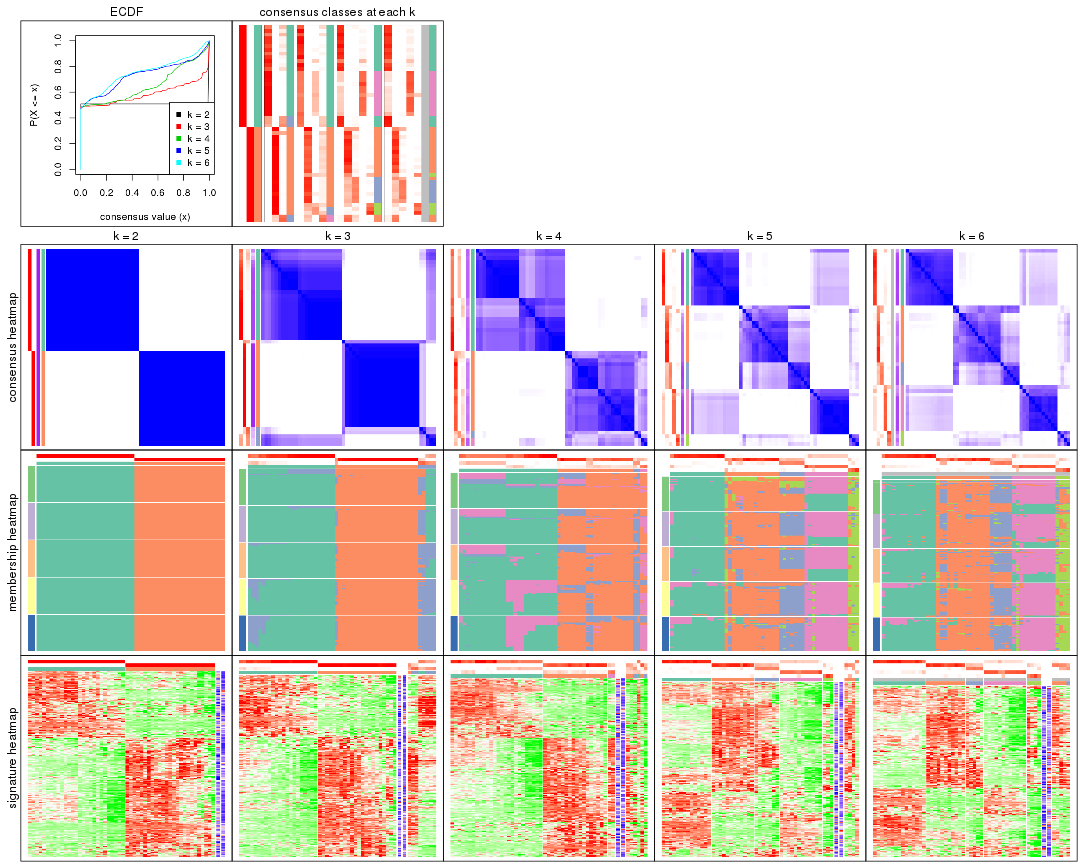 ECDF
consensus classes at each k
P(X <= x)
0.0 0.2 0.4 0.6 0.8 1.0
k = 2
k = 3
k = 4
k = 5
k = 6
0.0 0.2 0.4 0.6 0.8 1.0
consensus value (x)
k = 2
k = 3
k = 4
k = 5
k = 6
consensus heatmap
membership heatmap
signature heatmap